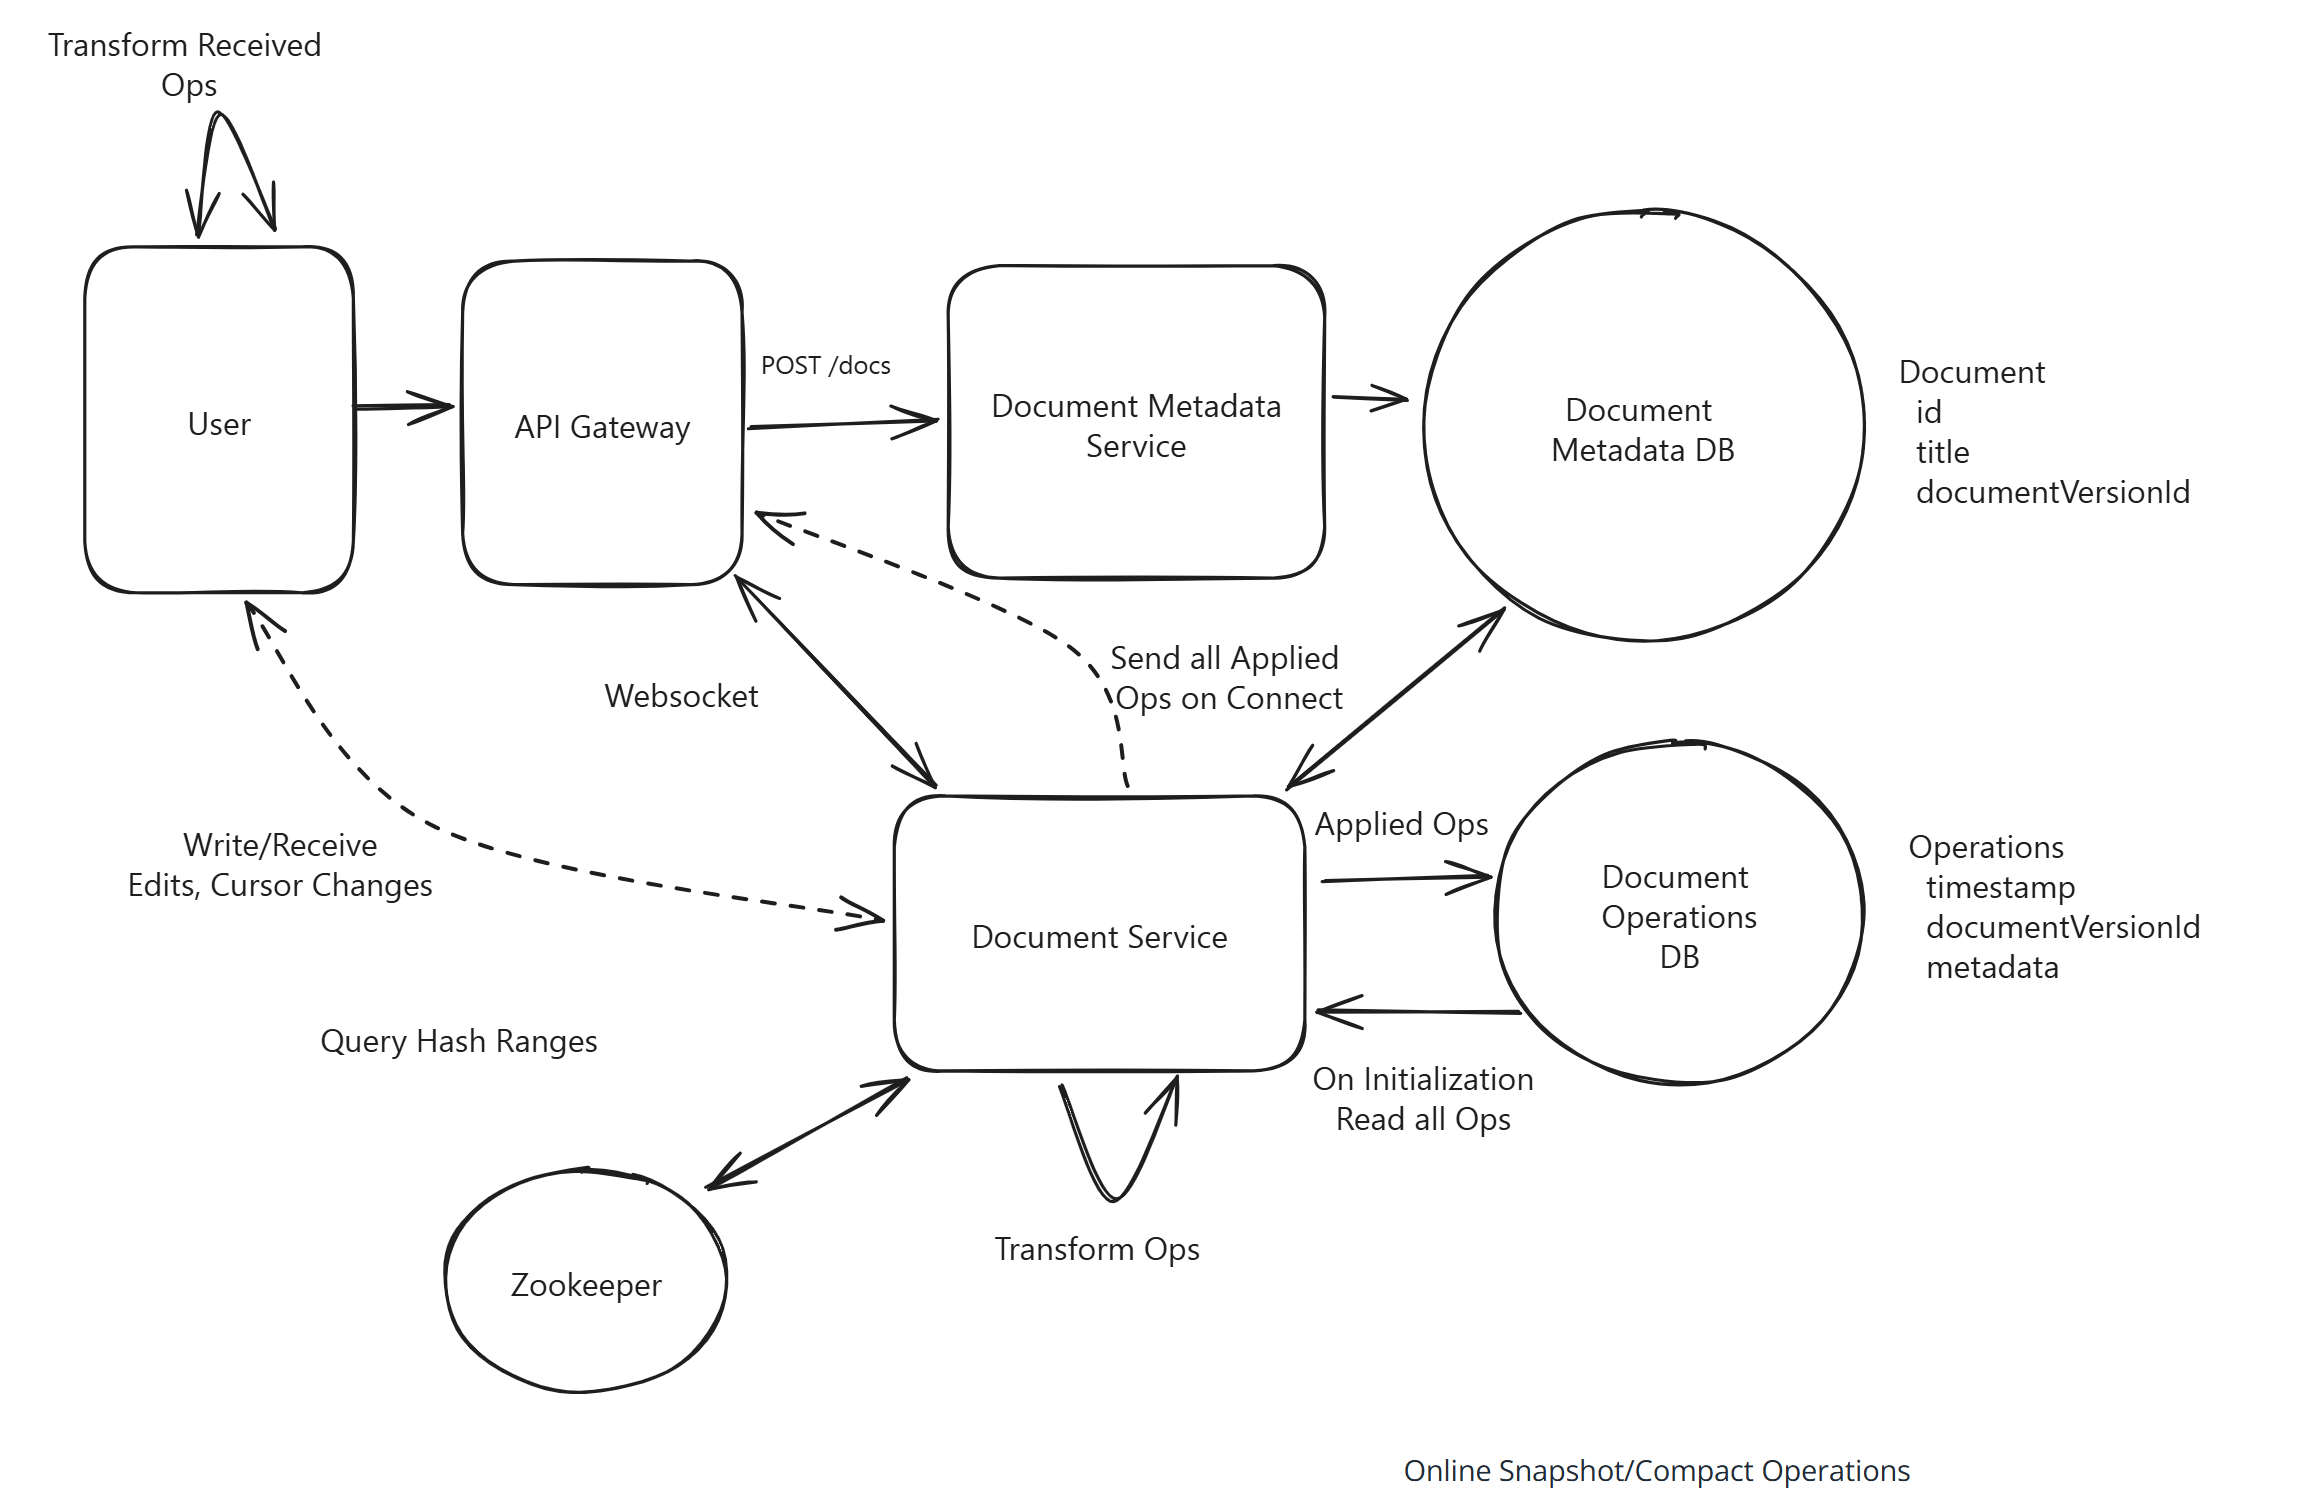 Transform Received
Ops
User
API Gateway
POST /docs
Document Metadata
Service
Document
Metadata DB
Document
id
title
documentVersionId
Websocket
Send all Applied
Ops on Connect
Write/Receive
Edits, Cursor Changes
Document Service
Applied Ops
Document
Operations
DB
Operations
timestamp
documentVersionId
metadata
On Initialization
Read all Ops
Query Hash Ranges
Zookeeper
Transform Ops
Online Snapshot/Compact Operations